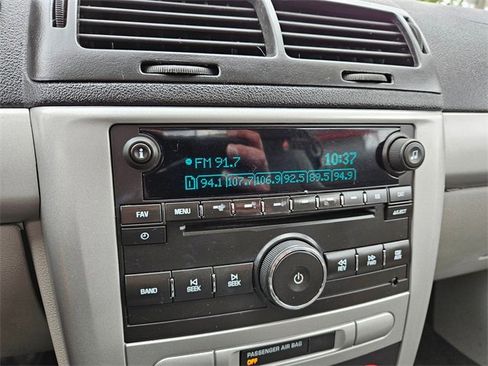 FM 91.7 10:37
1 94.1 107.7 106.9 92.5 89.5 94.9
FAV MENU
BAND SEEK SEEK REV FWD
PASSENGER AIR BAG
OFF